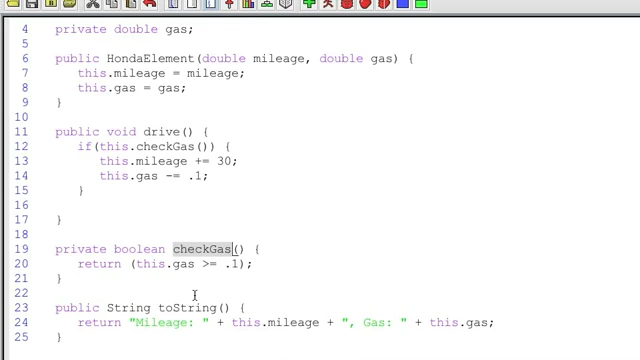 4 private double gas;
5
6 public HondaElement(double mileage, double gas) {
7 this.mileage = mileage;
8 this.gas = gas;
9 }
10
11 public void drive() {
12 if(this.checkGas()) {
13 this.mileage += 30;
14 this.gas -= .1;
15 }
16
17 }
18
19 private boolean checkGas() {
20 return (this.gas >= .1);
21 }
22
23 public String toString() {
24 return "Mileage: " + this.mileage + ", Gas: " + this.gas;
25 }